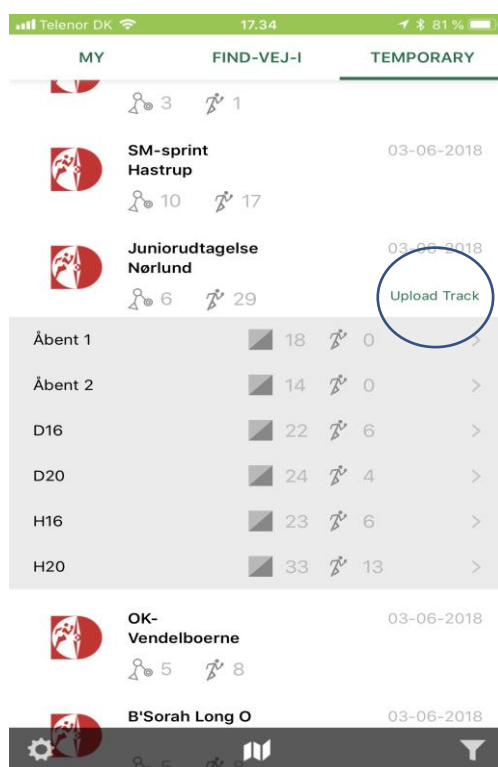 Telenor DK 17.34 81 %
MY FIND-VEJ-I TEMPORARY
3 1
SM-sprint 03-06-2018
Hastrup
10 17
Juniorudtagelse 03-06-2018
Nørlund
6 29 Upload Track
Åbent 1 18 0 >
Åbent 2 14 0 >
D16 22 6 >
D20 24 4 >
H16 23 6 >
H20 33 13 >
OK- 03-06-2018
Vendelboerne
5 8
B'Sorah Long O 03-06-2018